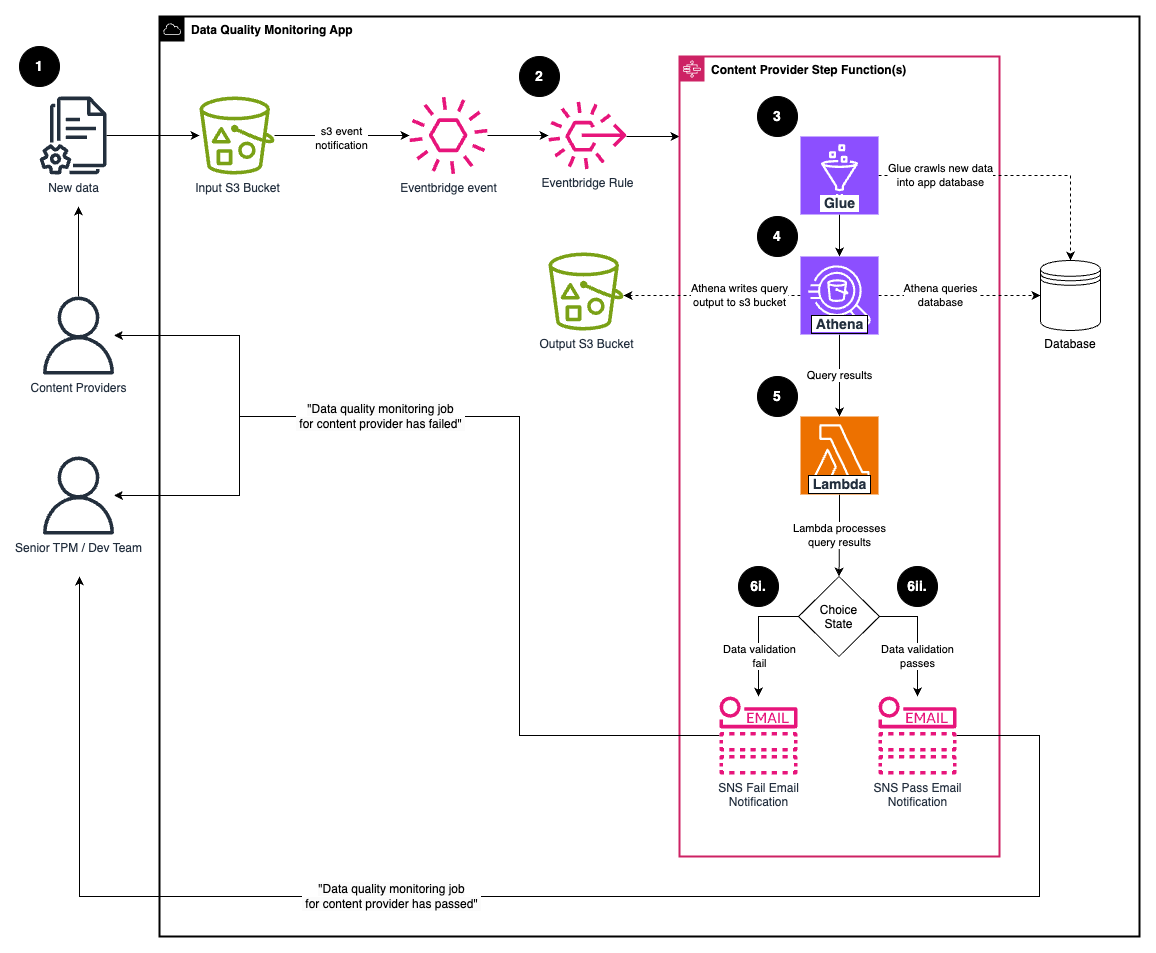 Data Quality Monitoring App
1
2
Content Provider Step Function(s)
3
New data
s3 event
notification
Input S3 Bucket
Eventbridge event
Eventbridge Rule
Glue
Glue crawls new data
into app database
4
Athena writes query
output to s3 bucket
Athena
Athena queries
database
Output S3 Bucket
Database
Content Providers
Query results
5
"Data quality monitoring job
for content provider has failed"
Lambda
Senior TPM / Dev Team
Lambda processes
query results
6i.
6ii.
Choice
State
Data validation
fail
Data validation
passes
EMAIL
EMAIL
SNS Fail Email
Notification
SNS Pass Email
Notification
"Data quality monitoring job
for content provider has passed"